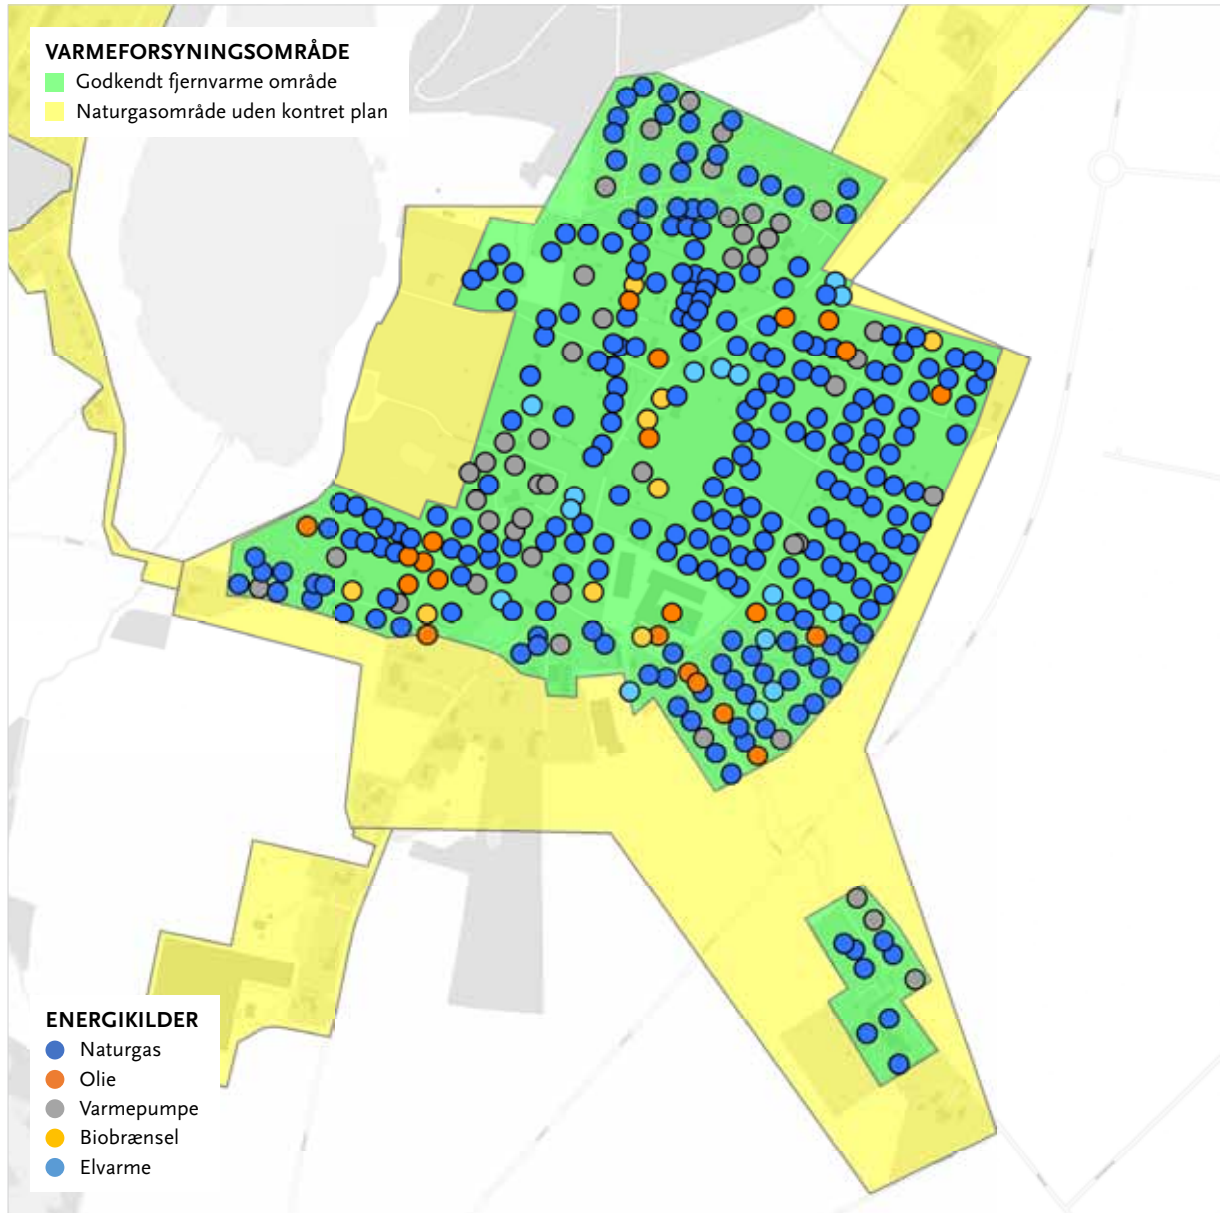 VARMEFORSYNINGSOMRÅDE
Godkendt fjernvarme område
Naturgasområde uden kontret plan
ENERGIKILDER
Naturgas
Olie
Varmepumpe
Biobrænsel
Elvarme